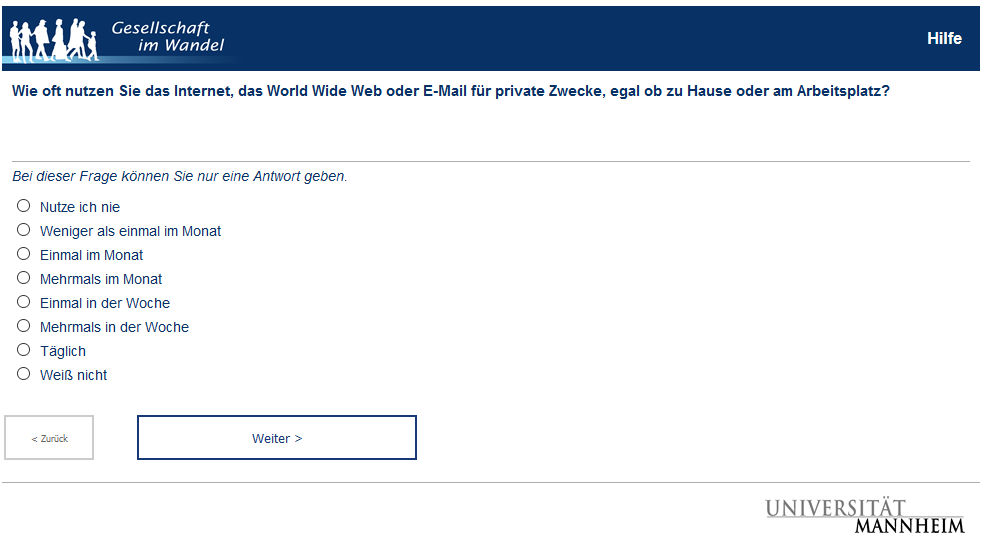 Gesellschaft
im Wandel
Hilfe
Wie oft nutzen Sie das Internet, das World Wide Web oder E-Mail für private Zwecke, egal ob zu Hause oder am Arbeitsplatz?
Bei dieser Frage können Sie nur eine Antwort geben.
Nutze ich nie
Weniger als einmal im Monat
Einmal im Monat
Mehrmals im Monat
Einmal in der Woche
Mehrmals in der Woche
Täglich
Weiß nicht
< Zurück
Weiter >
UNIVERSITÄT
MANNHEIM